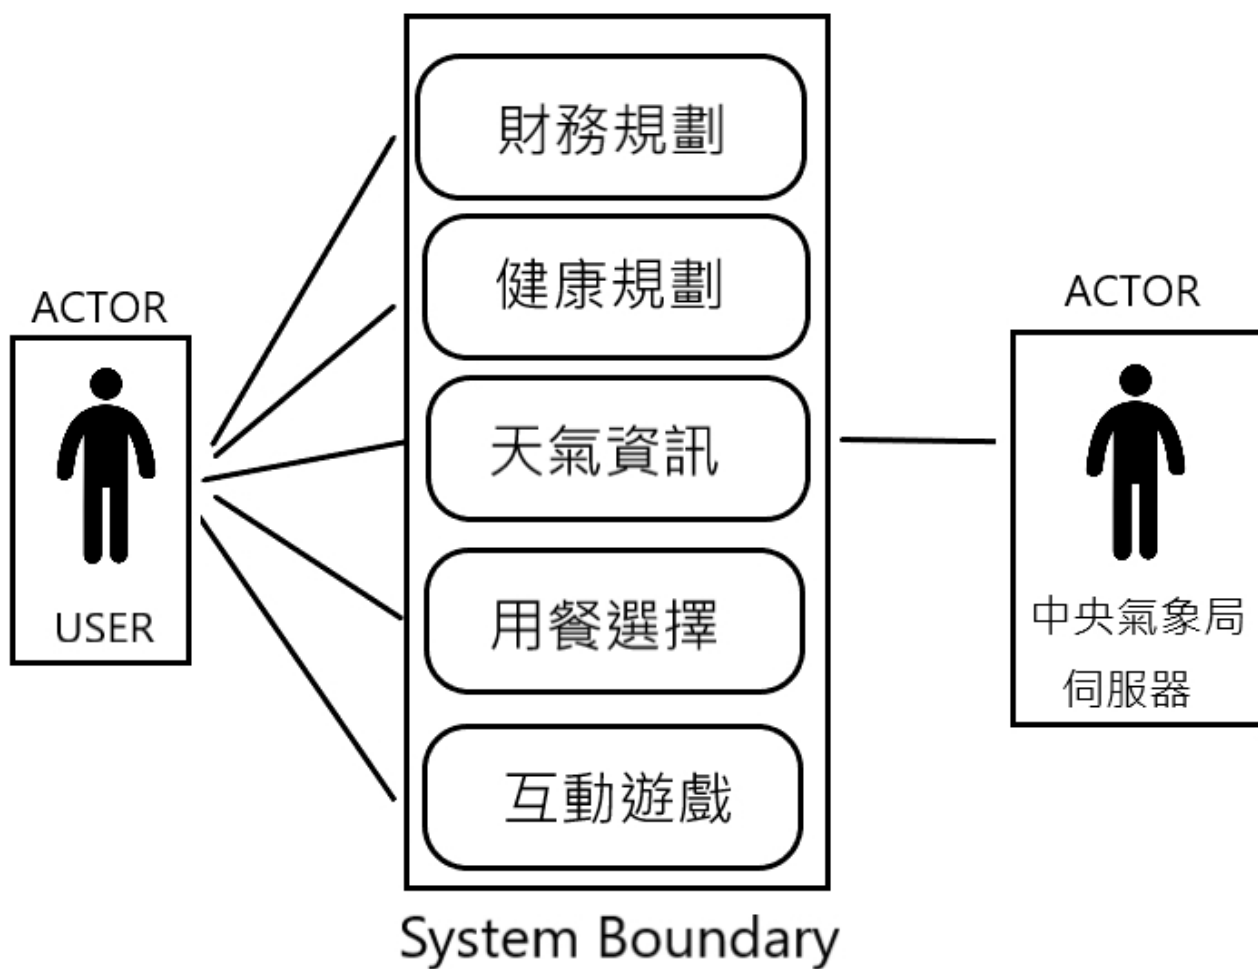 ACTOR
USER
財務規劃
健康規劃
天氣資訊
用餐選擇
互動遊戲
System Boundary
ACTOR
中央氣象局
伺服器